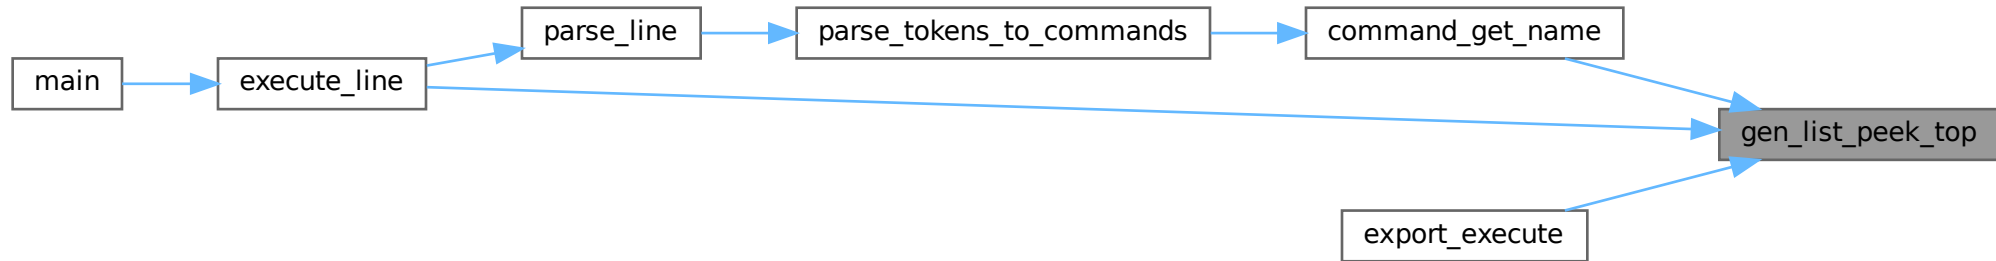 main
execute_line
parse_line
parse_tokens_to_commands
command_get_name
gen_list_peek_top
export_execute